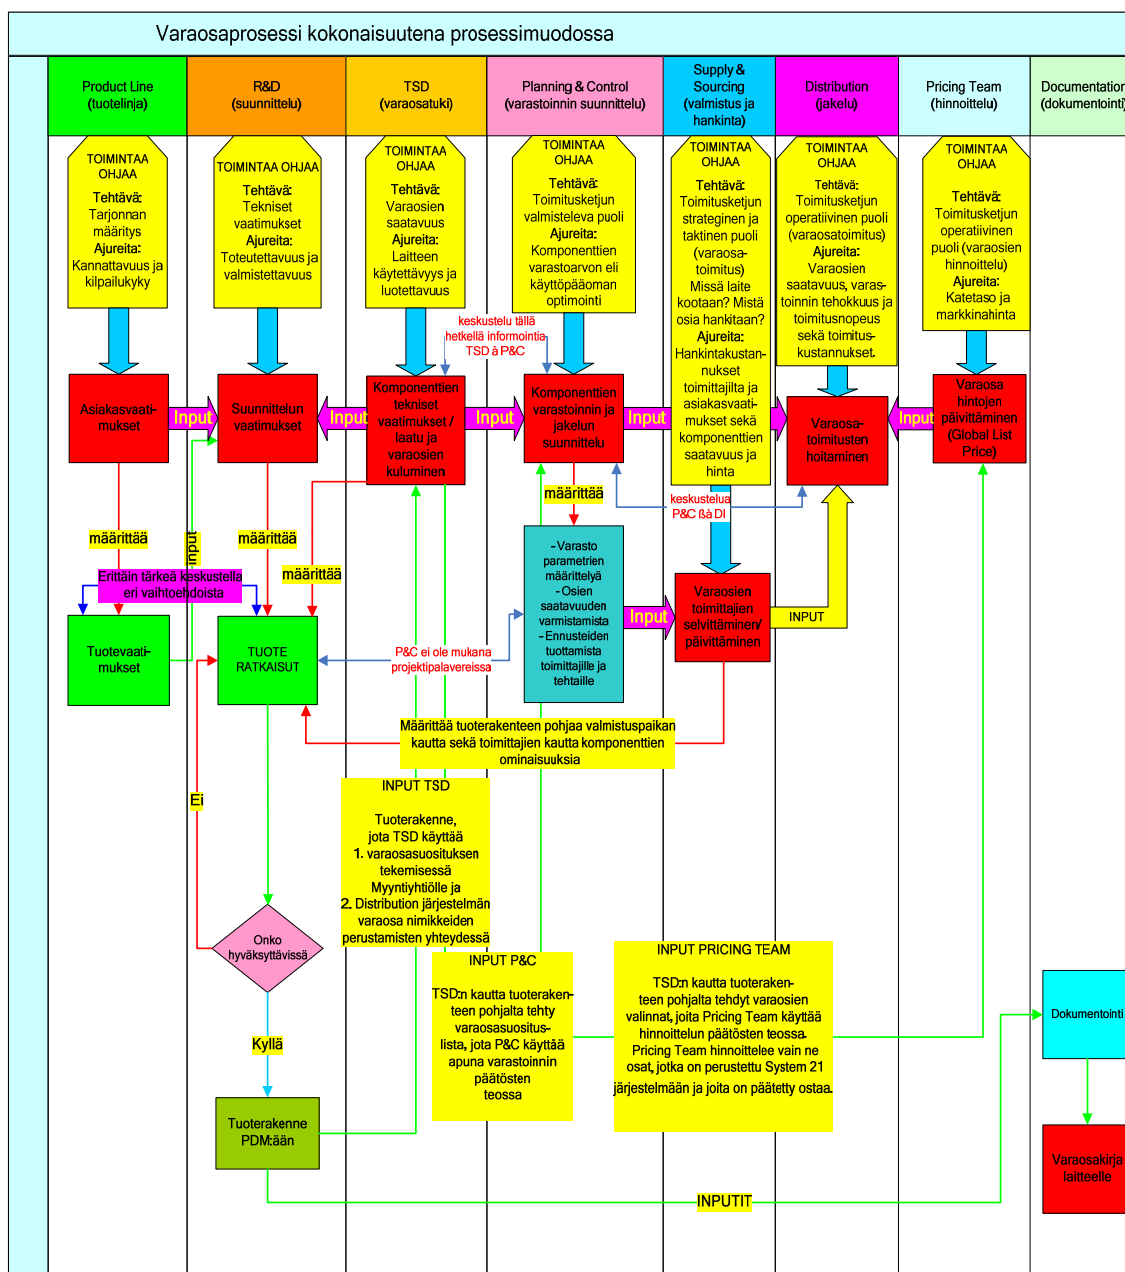 Varaosaprosessi kokonaisuutena prosessimuodossa
Product Line
(tuotelinja)
R&D
(suunnittelu)
TSD
(varaosatuki)
Planning & Control
(varastoinnin suunnittelu)
Supply &
Sourcing
(valmistus ja
hankinta)
Distribution
(jakelu)
Pricing Team
(hinnoittelu)
Documentation
(dokumentointi)
TOIMINTAA
OHJAA
Tehtävä:
Tarjonnan
määritys
Ajureita:
Kannattavuus ja
kilpailukyky
TOIMINTAA OHJAA
Tehtävä:
Tekniset
vaatimukset
Ajureita:
Toteutettavuus ja
valmistettavuus
TOIMINTAA
OHJAA
Tehtävä:
Varaosien
saatavuus
Ajureita:
Laitteen
käytettävyys ja
luotettavuus
TOIMINTAA
OHJAA
Tehtävä:
Toimitusketjun
valmisteleva puoli
Ajureita:
Komponenttien
varastoarvon eli
käyttöpääoman
optimointi
TOIMINTAA
OHJAA
Tehtävä:
Toimitusketjun
strateginen ja
taktinen puoli
(varaosa-
toimitus)
Missä laite
kootaan? Mistä
osia hankitaan?
Ajureita:
Hankintakustan-
nukset
toimittajilta ja
asiakasvaati-
mukset sekä
komponenttien
saatavuus ja
hinta
TOIMINTAA
OHJAA
Tehtävä:
Toimitusketjun
operatiivinen puoli
(varaosatoimitus)
Ajureita:
Varaosien
saatavuus, varas-
toinnin tehokkuus ja
toimitusnopeus
sekä toimitus-
kustannukset.
TOIMINTAA
OHJAA
Tehtävä:
Toimitusketjun
operatiivinen
puoli (varaosien
hinnoittelu)
Ajureita:
Katetaso ja
markkinahinta
keskustelu tällä
hetkellä informointia
TSD à P&C
Asiakasvaati-
mukset
Input
Suunnittelun
vaatimukset
Input
Komponenttien
tekniset
vaatimukset /
laatu ja
varaosien
kuluminen
Input
Komponenttien
varastoinnin ja
jakelun
suunnittelu
Input
Varaosa-
toimitusten
hoitaminen
Input
Varaosa
hintojen
päivittäminen
(Global List
Price)
määrittää
input
määrittää
määrittää
määrittää
keskustelua
P&C ßà DI
Erittäin tärkeä keskustella
eri vaihtoehdoista
- Varasto
parametrien
määrittelyä
- Osien
saatavuuden
varmistamista
- Ennusteiden
tuottamista
toimittajille ja
tehtaille
Input
Varaosien
toimittajien
selvittäminen/
päivittäminen
INPUT
Tuotevaati-
mukset
TUOTE
RATKAISUT
P&C ei ole mukana
projektipalavereissa
Määrittää tuoterakenteen pohjaa valmistuspaikan
kautta sekä toimittajien kautta komponenttien
ominaisuuksia
Ei
INPUT TSD
Tuoterakenne,
jota TSD käyttää
1. varaosasuosituksen
tekemisessä
Myyntiyhtiölle ja
2. Distribution järjestelmän
varaosa nimikkeiden
perustamisten yhteydessä
Onko
hyväksyttävissä
INPUT P&C
TSD:n kautta tuoteraken-
teen pohjalta tehty
varaosasuositus-
lista, jota P&C käyttää
apuna varastoinnin
päätösten
teossa
INPUT PRICING TEAM
TSD:n kautta tuoteraken-
teen pohjalta tehdyt varaosien
valinnat, joita Pricing Team käyttää
hinnoittelun päätösten teossa.
Pricing Team hinnoittelee vain ne
osat, jotka on perustettu System 21
järjestelmään ja joita on päätetty ostaa.
Dokumentointi
Kyllä
Tuoterakenne
PDM:ään
Varaosakirja
laitteelle
INPUTIT